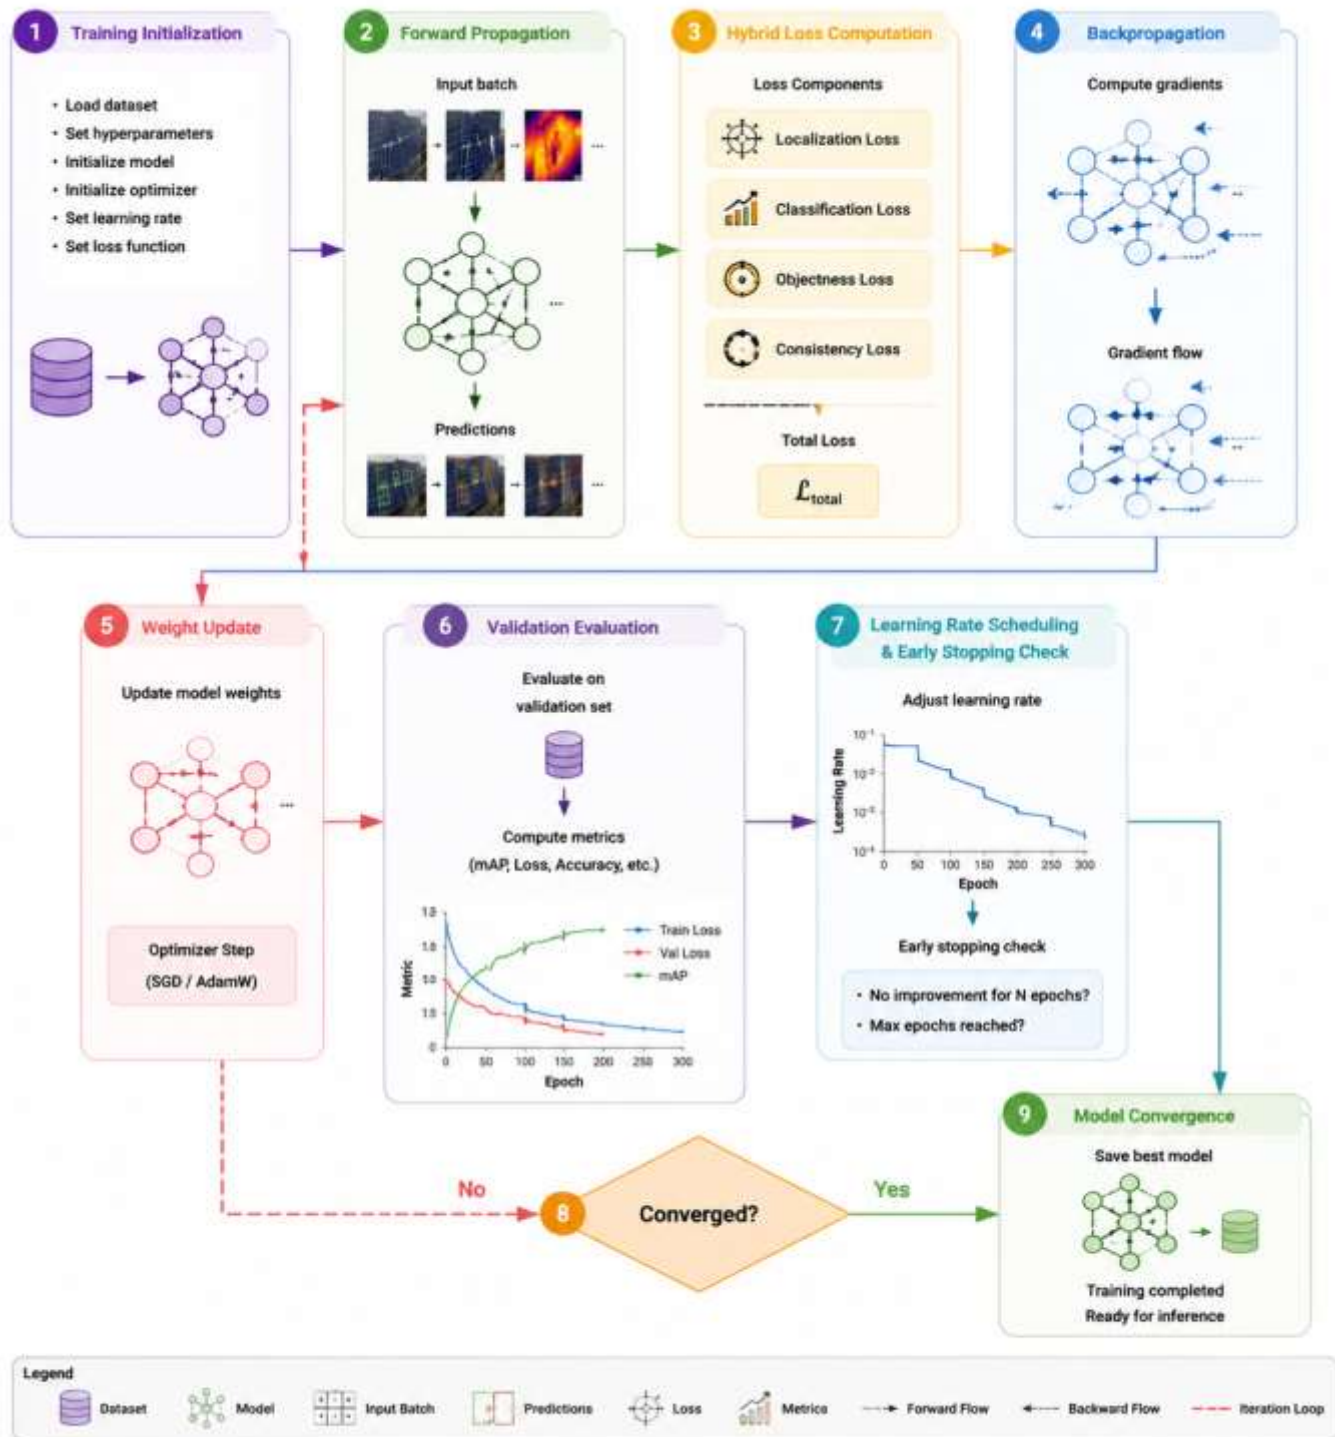 1 Training Initialization
• Load dataset
• Set hyperparameters
• Initialize model
• Initialize optimizer
• Set learning rate
• Set loss function
2 Forward Propagation
Input batch
...
...
Predictions
...
3 Hybrid Loss Computation
Loss Components
Localization Loss
Classification Loss
Objectness Loss
Consistency Loss
Total Loss
ℒtotal
4 Backpropagation
Compute gradients
Gradient flow
5 Weight Update
Update model weights
...
Optimizer Step
(SGD / AdamW)
6 Validation Evaluation
Evaluate on
validation set
Compute metrics
(mAP, Loss, Accuracy, etc.)
Metric
1.0
0
0 50 100 150 200 250 300
Epoch
Train Loss
Val Loss
mAP
7 Learning Rate Scheduling
& Early Stopping Check
Adjust learning rate
Learning Rate
10⁻¹
10⁻⁴
0 50 100 150 200 250 300
Epoch
Early stopping check
• No improvement for N epochs?
• Max epochs reached?
No
8 Converged?
Yes
9 Model Convergence
Save best model
Training completed
Ready for inference
Legend
Dataset
Model
Input Batch
Predictions
Loss
Metrics
Forward Flow
Backward Flow
Iteration Loop